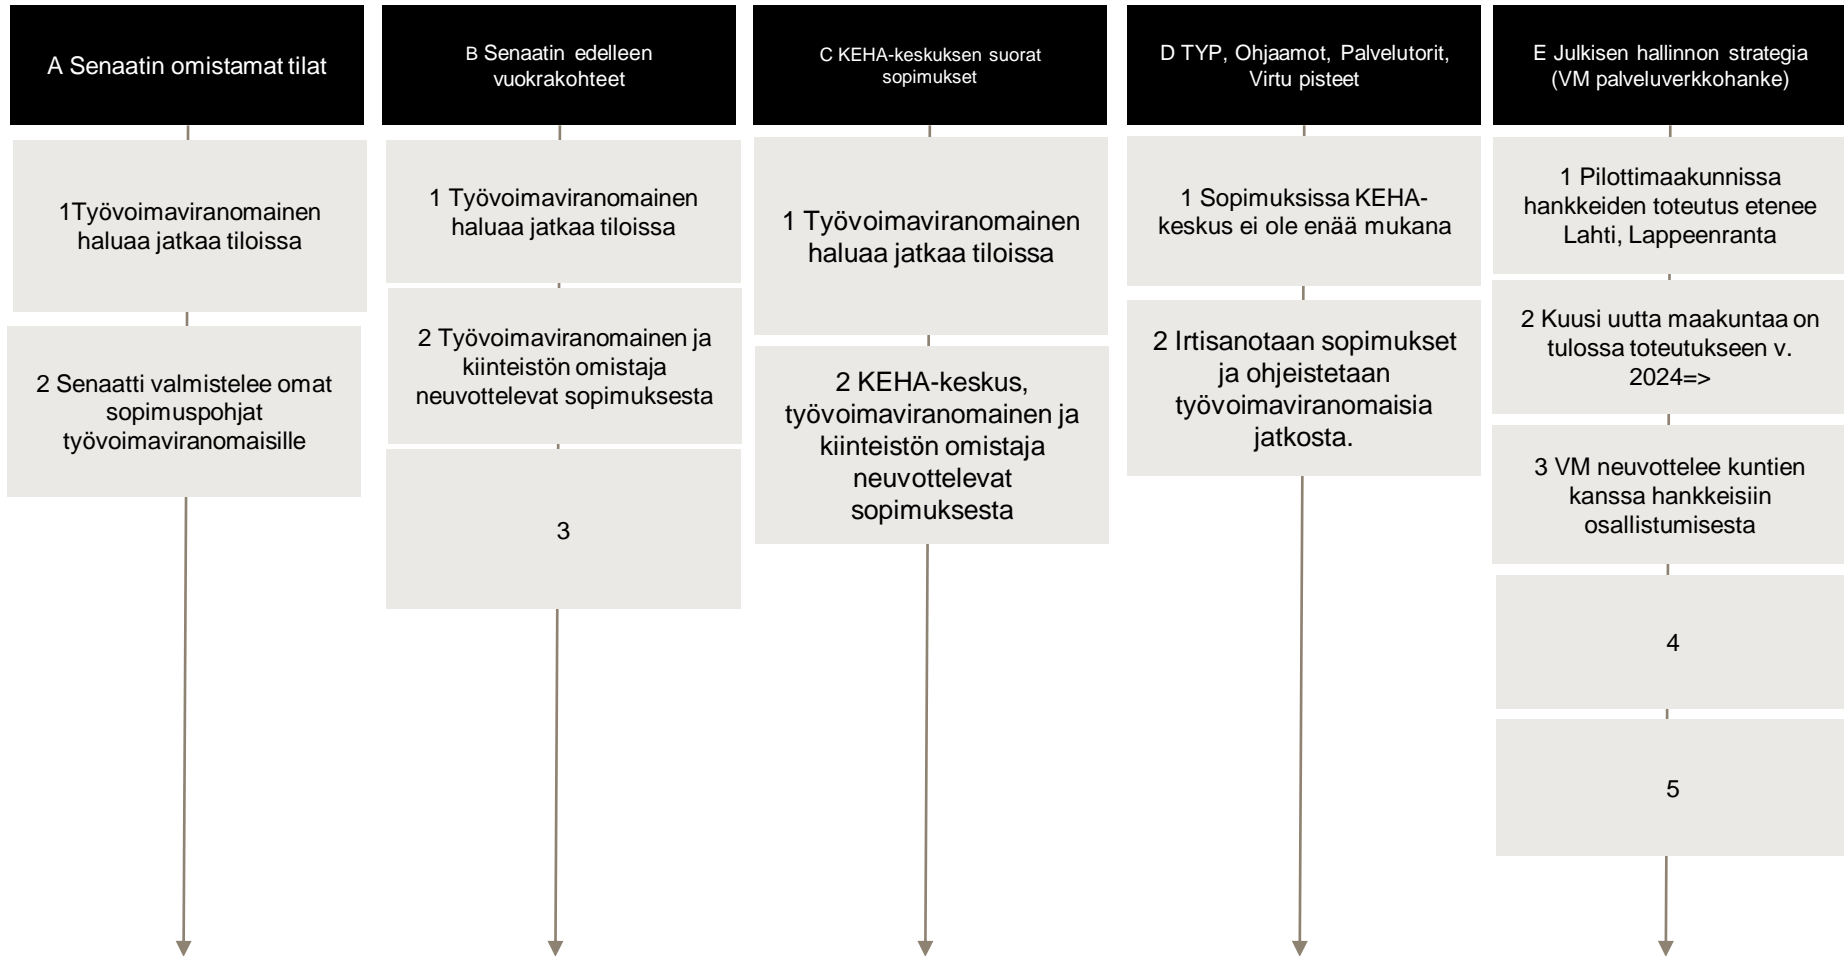 A Senaatin omistamat tilat
1Työvoimaviranomainen
haluaa jatkaa tiloissa
2 Senaatti valmistelee omat
sopimuspohjat
työvoimaviranomaisille
B Senaatin edelleen
vuokrakohteet
1 Työvoimaviranomainen
haluaa jatkaa tiloissa
2 Työvoimaviranomainen ja
kiinteistön omistaja
neuvottelevat sopimuksesta
3
C KEHA-keskuksen suorat
sopimukset
1 Työvoimaviranomainen
haluaa jatkaa tiloissa
2 KEHA-keskus,
työvoimaviranomainen ja
kiinteistön omistaja
neuvottelevat
sopimuksesta
D TYP, Ohjaamot, Palvelutorit,
Virtu pisteet
1 Sopimuksissa KEHA-
keskus ei ole enää mukana
2 Irtisanotaan sopimukset
ja ohjeistetaan
työvoimaviranomaisia
jatkosta.
E Julkisen hallinnon strategia
(VM palveluverkkohanke)
1 Pilottimaakunnissa
hankkeiden toteutus etenee
Lahti, Lappeenranta
2 Kuusi uutta maakuntaa on
tulossa toteutukseen v.
2024=>
3 VM neuvottelee kuntien
kanssa hankkeisiin
osallistumisesta
4
5